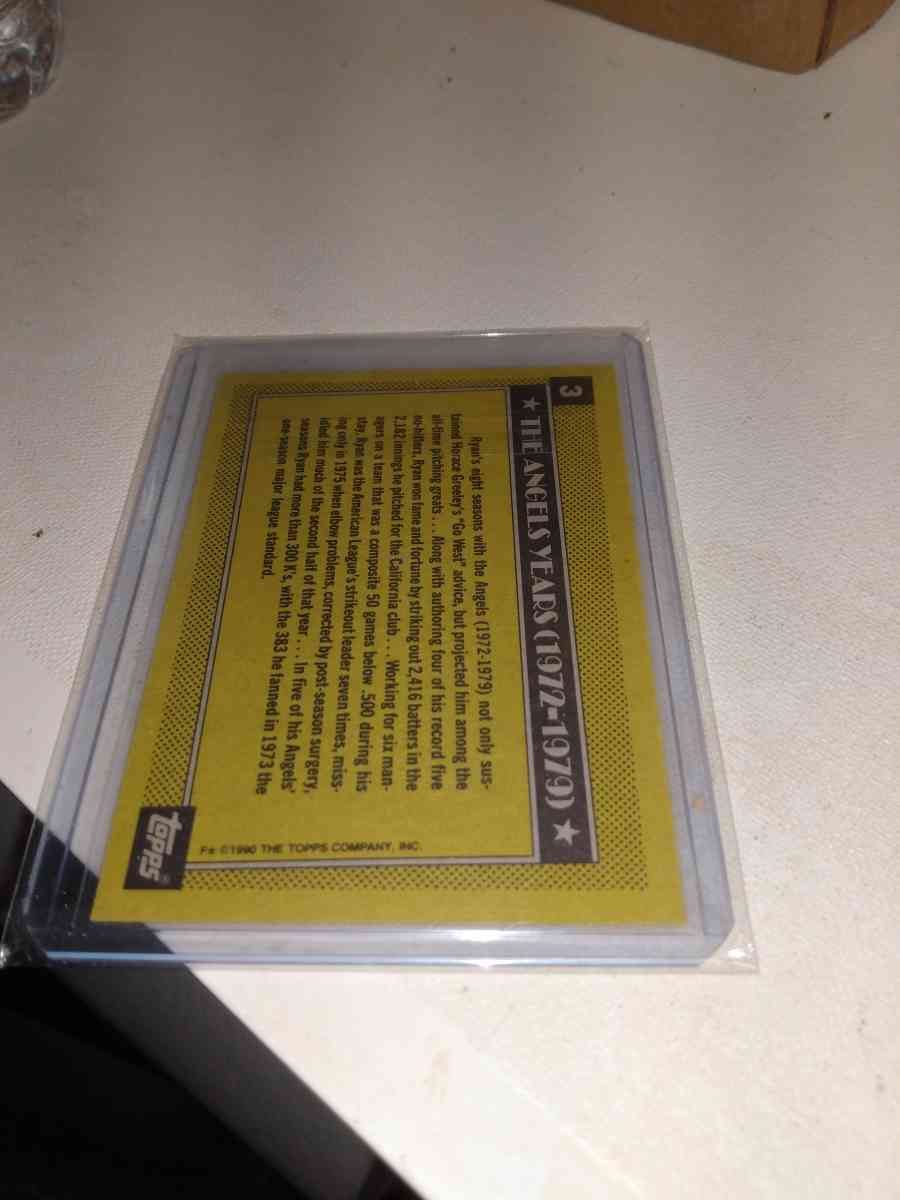 3
★ THE ANGELS YEARS (1972-1979) ★
Ryan's eight seasons with the Angels (1972-1979) not only sus-
tained Horace Greeley's "Go West" advice, but projected him among the
all-time pitching greats . . . Along with authoring four of his record five
no-hitters, Ryan won fame and fortune by striking out 2,416 batters in the
2,182 innings he pitched for the California club . . . Working for six man-
agers on a team that was a composite 50 games below .500 during his
stay, Ryan was the American League's strikeout leader seven times, miss-
ing only in 1975 when elbow problems, corrected by post-season surgery,
idled him much of the second half of that year . . . In five of his Angels'
seasons Ryan had more than 300 K's, with the 383 he fanned in 1973 the
one-season major league standard.
F* ©1990 THE TOPPS COMPANY, INC.
topps®